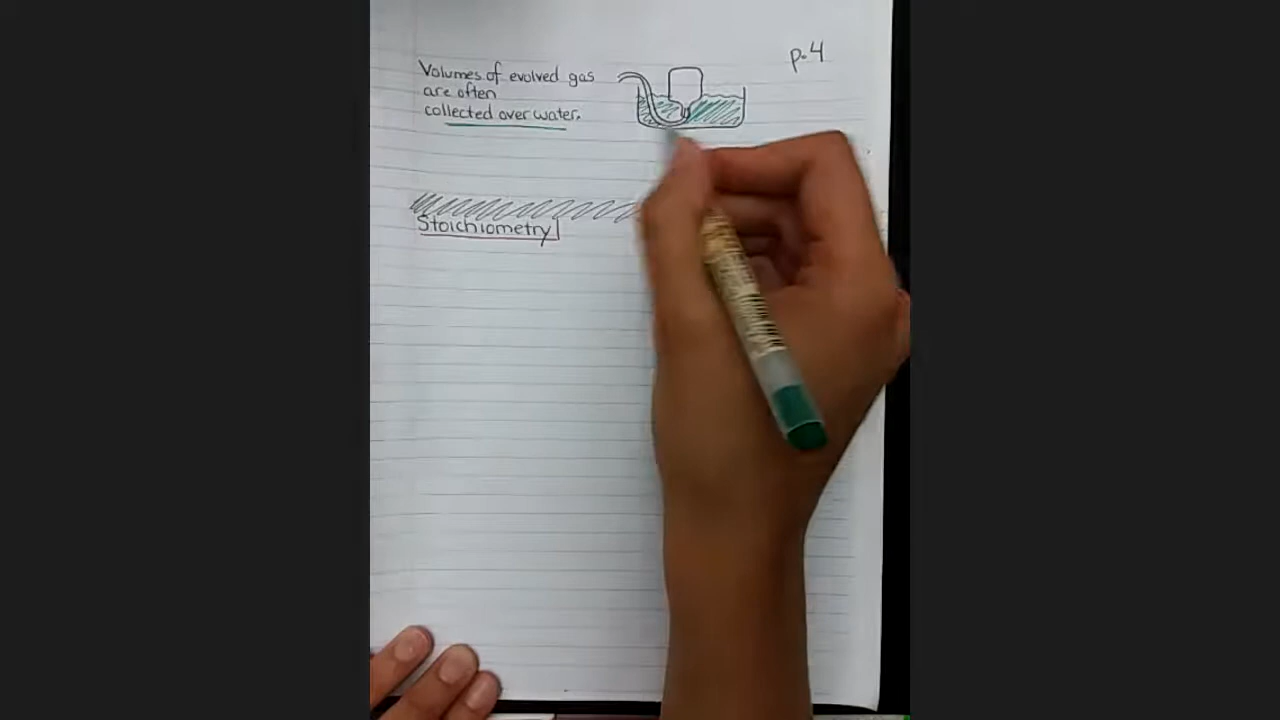 p.4
Volumes of evolved gas
are often
collected over water.
Stoichiometry